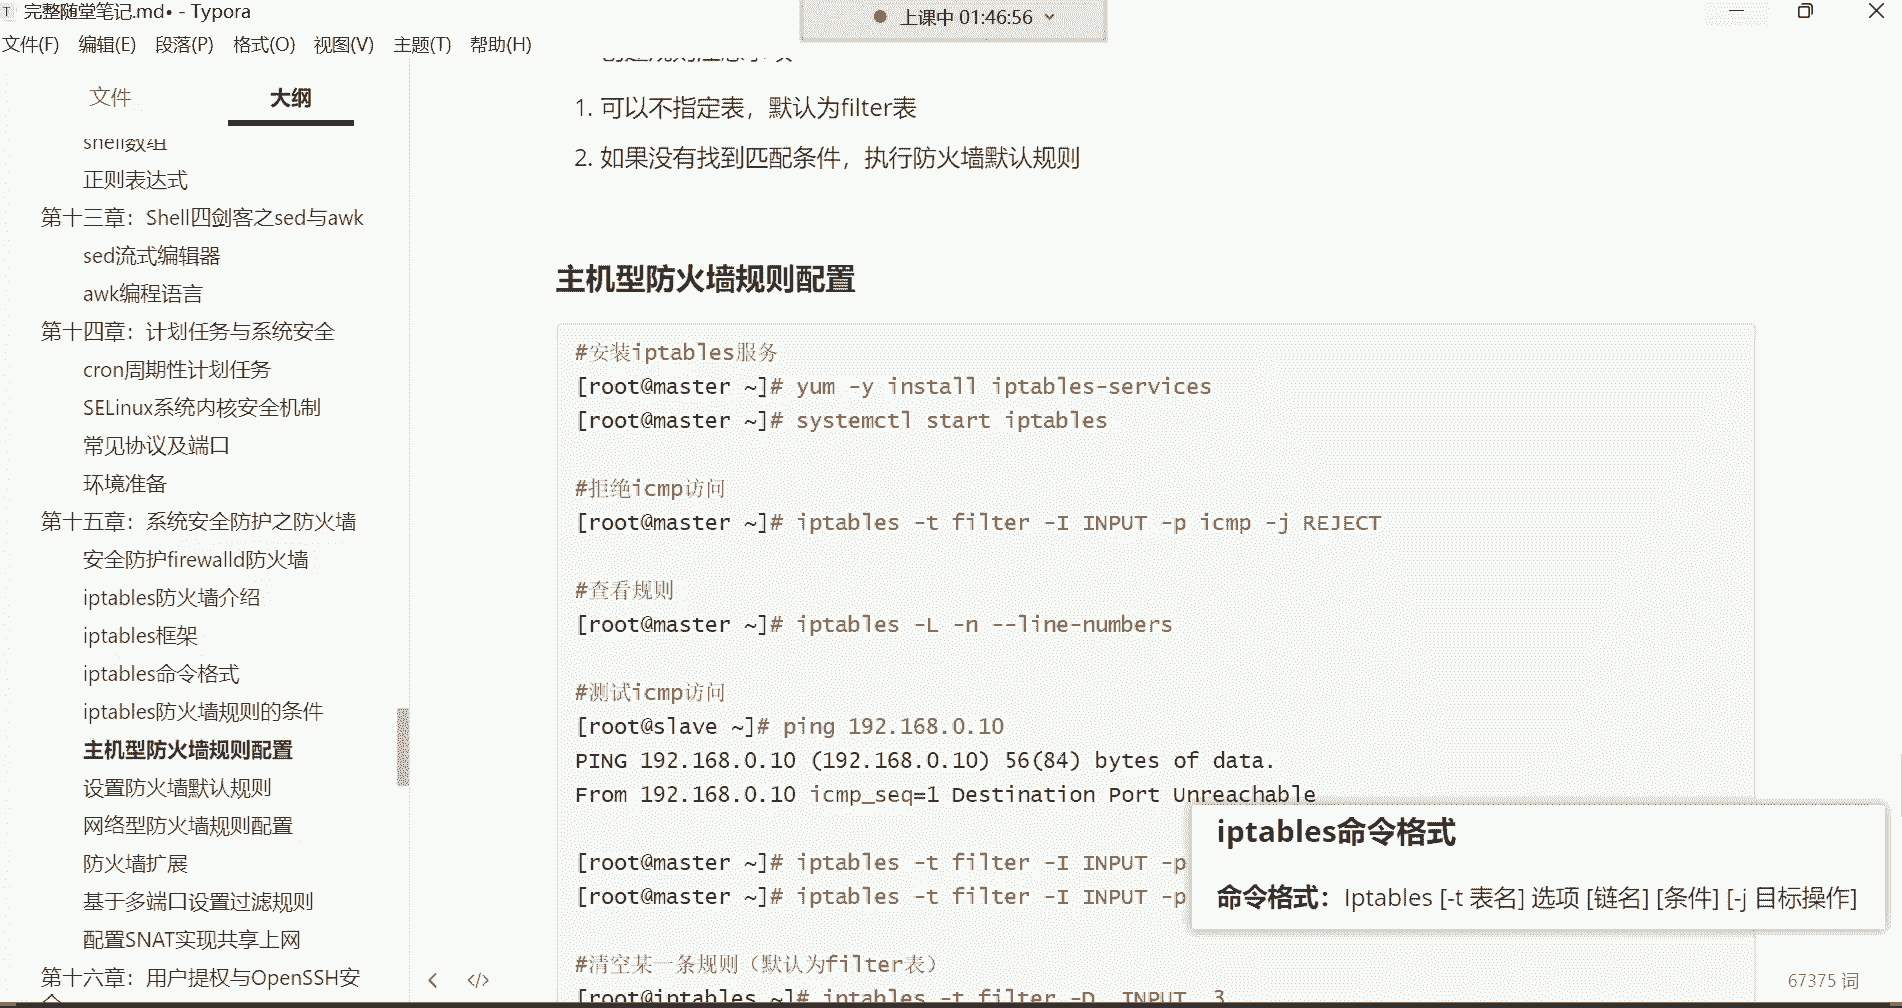 完整随堂笔记.md• - Typora
上课中 01:46:56
文件(F) 编辑(E) 段落(P) 格式(O) 视图(V) 主题(T) 帮助(H)
文件 大纲
shell数组
正则表达式
第十三章：Shell四剑客之sed与awk
sed流式编辑器
awk编程语言
第十四章：计划任务与系统安全
cron周期性计划任务
SELinux系统内核安全机制
常见协议及端口
环境准备
第十五章：系统安全防护之防火墙
安全防护firewalld防火墙
iptables防火墙介绍
iptables框架
iptables命令格式
iptables防火墙规则的条件
主机型防火墙规则配置
设置防火墙默认规则
网络型防火墙规则配置
防火墙扩展
基于多端口设置过滤规则
配置SNAT实现共享上网
第十六章：用户提权与OpenSSH安
1. 可以不指定表，默认为filter表
2. 如果没有找到匹配条件，执行防火墙默认规则
主机型防火墙规则配置
#安装iptables服务
[root@master ~]# yum -y install iptables-services
[root@master ~]# systemctl start iptables
#拒绝icmp访问
[root@master ~]# iptables -t filter -I INPUT -p icmp -j REJECT
#查看规则
[root@master ~]# iptables -L -n --line-numbers
#测试icmp访问
[root@slave ~]# ping 192.168.0.10
PING 192.168.0.10 (192.168.0.10) 56(84) bytes of data.
From 192.168.0.10 icmp_seq=1 Destination Port Unreachable
[root@master ~]# iptables -t filter -I INPUT -p
[root@master ~]# iptables -t filter -I INPUT -p
#清空某一条规则（默认为filter表）
[root@iptables ~]# iptables -t filter -D INPUT 3
iptables命令格式
命令格式：Iptables [-t 表名] 选项 [链名] [条件] [-j 目标操作]
67375 词